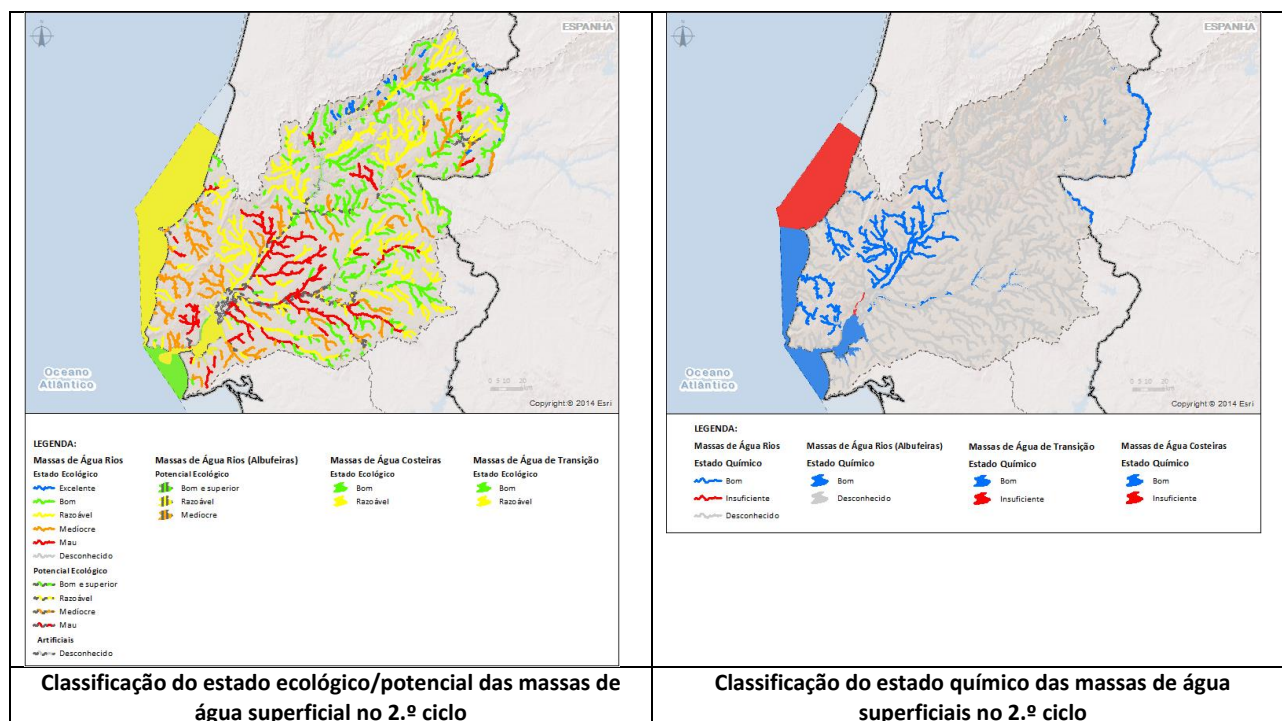 ESPANHA
Oceano
Atlântico
0 5 10 20
Copyright © 2014 Esri
LEGENDA:
Massas de Água Rios
Estado Ecológico
Excelente
Bom
Razoável
Medíocre
Mau
Desconhecido
Potencial Ecológico
Bom e superior
Razoável
Medíocre
Mau
Artificiais
Desconhecido
Massas de Água Rios (Albufeiras)
Potencial Ecológico
Bom e superior
Razoável
Medíocre
Massas de Água Costeiras
Estado Ecológico
Bom
Razoável
Massas de Água de Transição
Estado Ecológico
Bom
Razoável
Classificação do estado ecológico/potencial das massas de
água superficial no 2.º ciclo
ESPANHA
Oceano
Atlântico
0 5 10 20
Copyright © 2014 Esri
LEGENDA:
Massas de Água Rios
Estado Químico
Bom
Insuficiente
Desconhecido
Massas de Água Rios (Albufeiras)
Estado Químico
Bom
Desconhecido
Massas de Água de Transição
Estado Químico
Bom
Insuficiente
Massas de Água Costeiras
Estado Químico
Bom
Insuficiente
Classificação do estado químico das massas de água
superficiais no 2.º ciclo